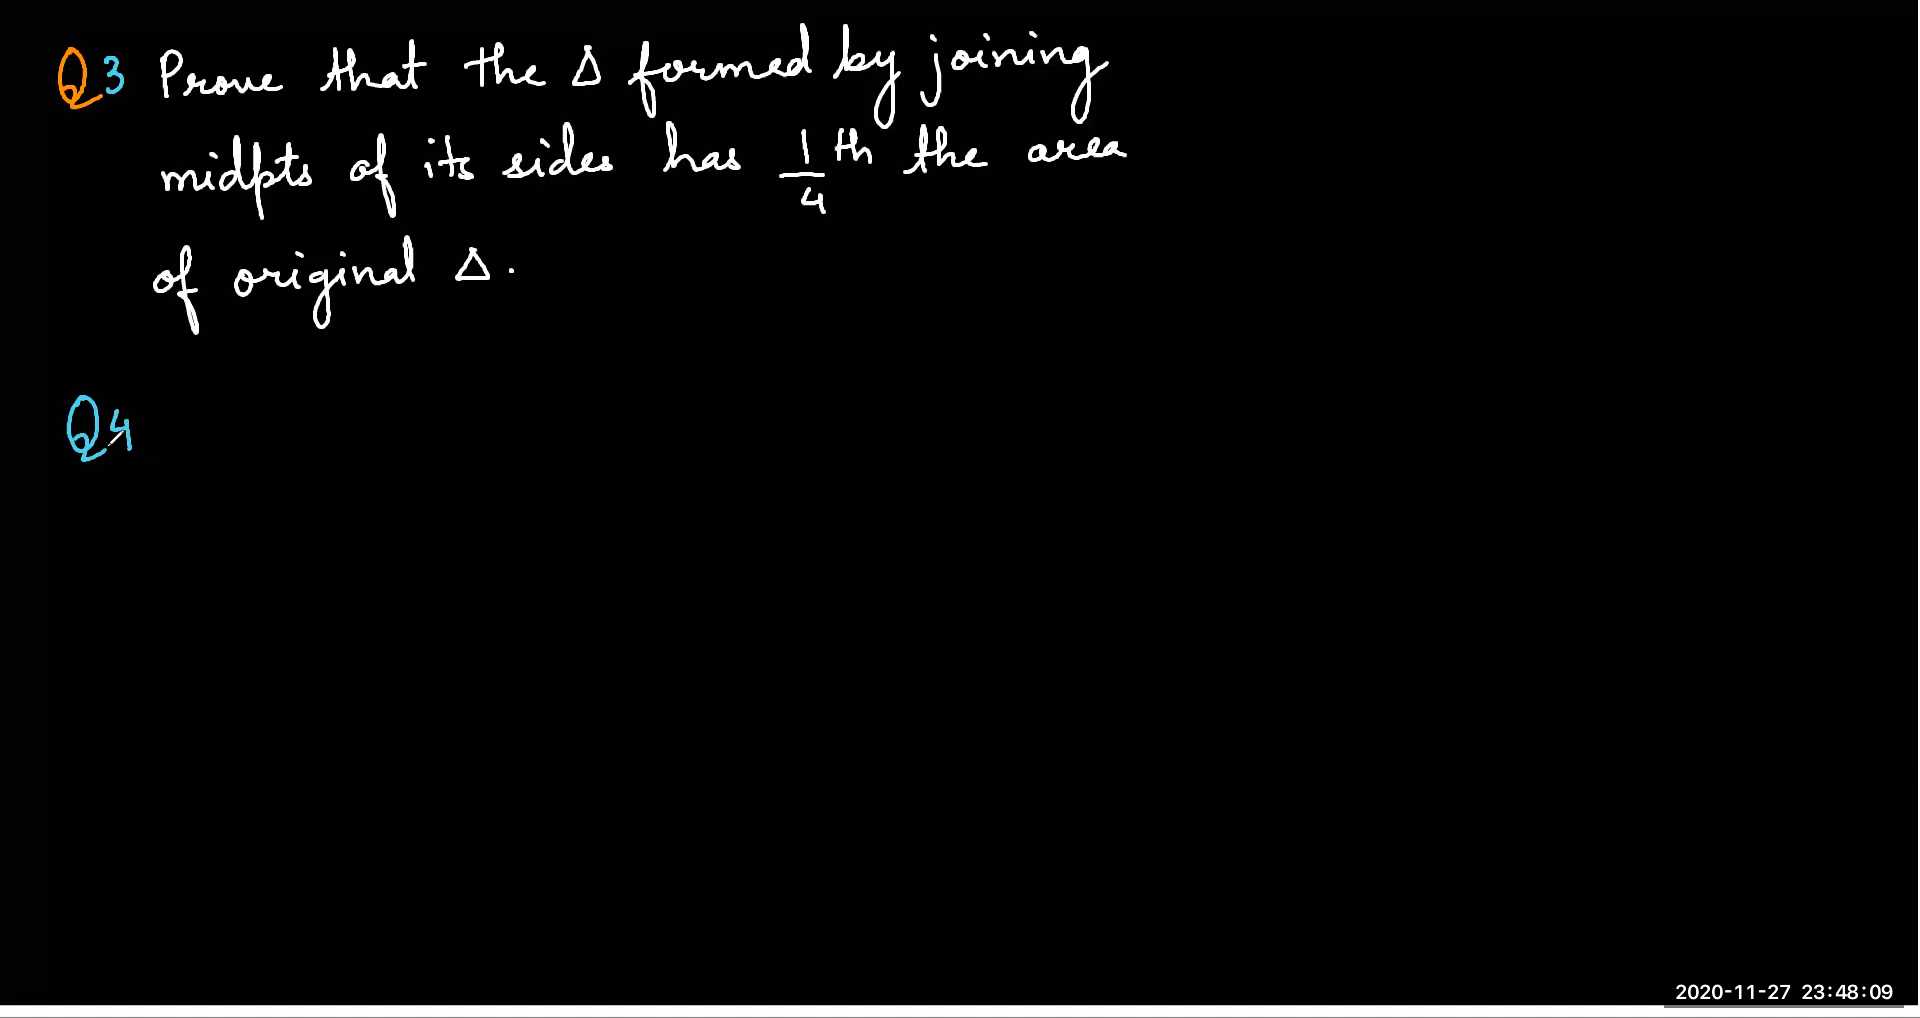 Q3 Prove that the Δ formed by joining
midpts of its sides has 1/4 th the area
of original Δ.
Q4
2020-11-27 23:48:09